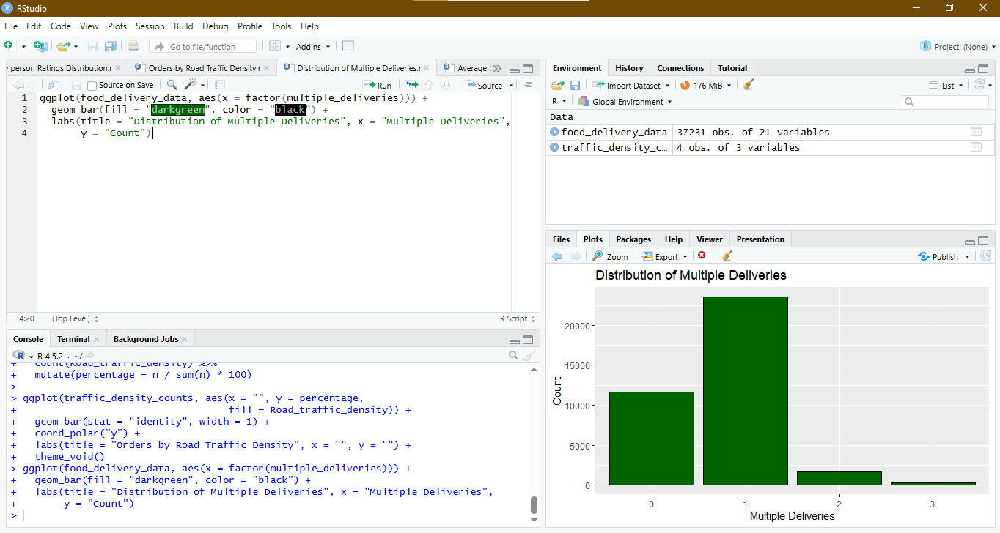 RStudio
File Edit Code View Plots Session Build Debug Profile Tools Help
Go to file/function Addins Project: (None)
person Ratings Distribution.r Orders by Road Traffic Density.r Distribution of Multiple Deliveries.r Average
Source on Save Run Source
1 ggplot(food_delivery_data, aes(x = factor(multiple_deliveries))) +
2 geom_bar(fill = "darkgreen", color = "black") +
3 labs(title = "Distribution of Multiple Deliveries", x = "Multiple Deliveries",
4 y = "Count")
4:20 (Top Level) R Script
Console Terminal Background Jobs
R 4.5.2 · ~/
+ count(Road_traffic_density) %>%
+ mutate(percentage = n / sum(n) * 100)
>
> ggplot(traffic_density_counts, aes(x = "", y = percentage,
+ fill = Road_traffic_density)) +
+ geom_bar(stat = "identity", width = 1) +
+ coord_polar("y") +
+ labs(title = "Orders by Road Traffic Density", x = "", y = "") +
+ theme_void()
> ggplot(food_delivery_data, aes(x = factor(multiple_deliveries))) +
+ geom_bar(fill = "darkgreen", color = "black") +
+ labs(title = "Distribution of Multiple Deliveries", x = "Multiple Deliveries",
+ y = "Count")
>
Environment History Connections Tutorial
Import Dataset 176 MiB List
R Global Environment
Data
food_delivery_data 37231 obs. of 21 variables
traffic_density_c… 4 obs. of 3 variables
Files Plots Packages Help Viewer Presentation
Zoom Export Publish
Distribution of Multiple Deliveries
20000
15000
10000
5000
0
Count
0 1 2 3
Multiple Deliveries